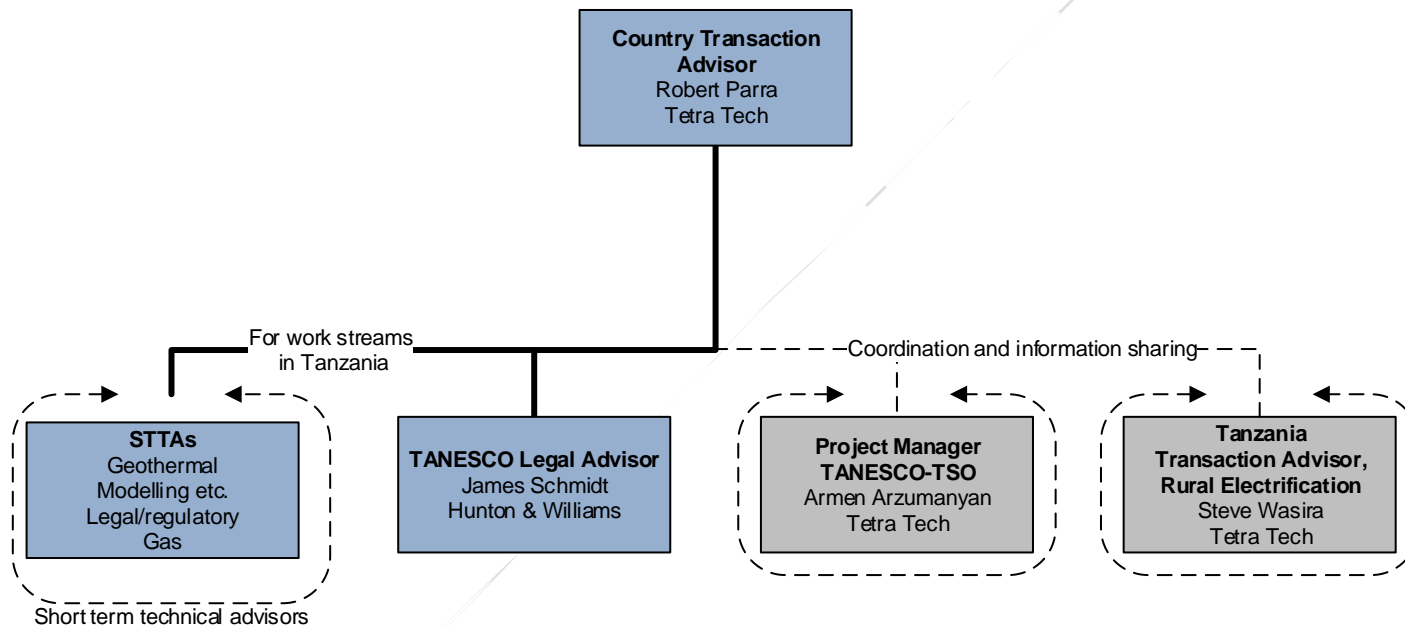 Country Transaction
Advisor
Robert Parra
Tetra Tech
For work streams
in Tanzania
Coordination and information sharing
STTAs
Geothermal
Modelling etc.
Legal/regulatory
Gas
Short term technical advisors
TANESCO Legal Advisor
James Schmidt
Hunton & Williams
Project Manager
TANESCO-TSO
Armen Arzumanyan
Tetra Tech
Tanzania
Transaction Advisor,
Rural Electrification
Steve Wasira
Tetra Tech